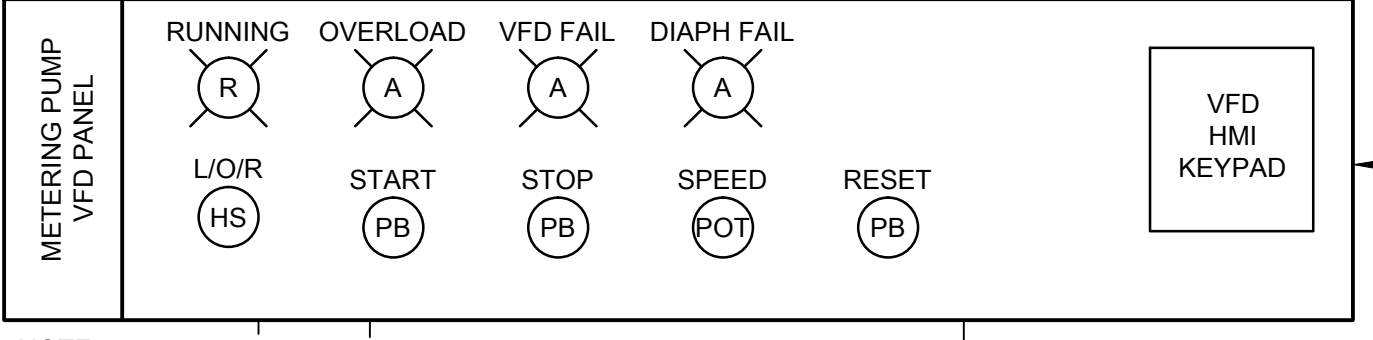 METERING PUMP
VFD PANEL
RUNNING OVERLOAD VFD FAIL DIAPH FAIL
R A A A
L/O/R START STOP SPEED RESET
HS PB PB POT PB
VFD
HMI
KEYPAD